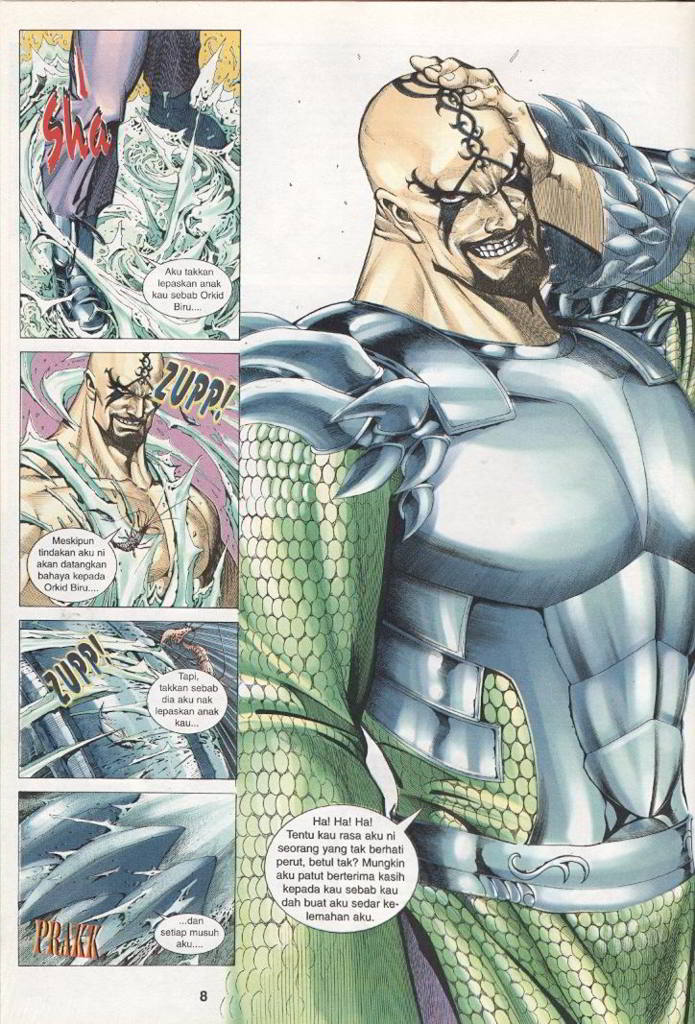 Sha
Aku takkan
lepaskan anak
kau sebab Orkid
Biru....
ZUPP!
Meskipun
tindakan aku ni
akan datangkan
bahaya kepada
Orkid Biru....
ZUPP!
Tapi,
takkan sebab
dia aku nak
lepaskan anak
kau...
PRAKK
...dan
setiap musuh
aku....
Ha! Ha! Ha!
Tentu kau rasa aku ni
seorang yang tak berhati
perut, betul tak? Mungkin
aku patut berterima kasih
kepada kau sebab kau
dah buat aku sedar ke-
lemahan aku.
8